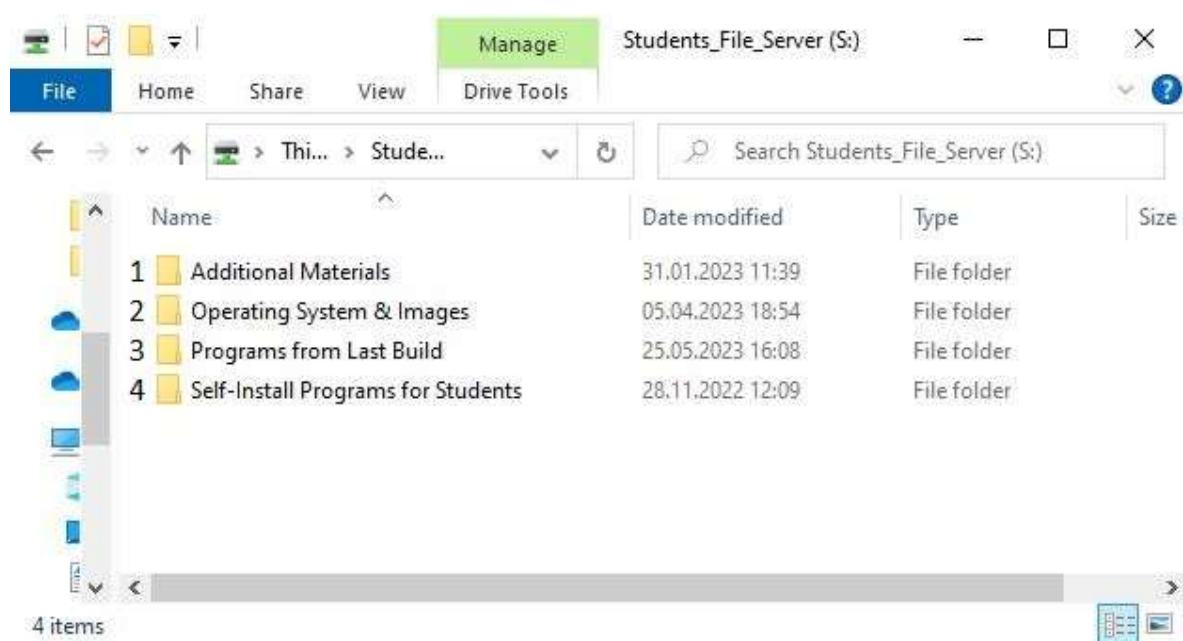 Manage Students_File_Server (S:)
File Home Share View Drive Tools ?
Thi... > Stude... Search Students_File_Server (S:)
Name Date modified Type Size
1 Additional Materials 31.01.2023 11:39 File folder
2 Operating System & Images 05.04.2023 18:54 File folder
3 Programs from Last Build 25.05.2023 16:08 File folder
4 Self-Install Programs for Students 28.11.2022 12:09 File folder
4 items